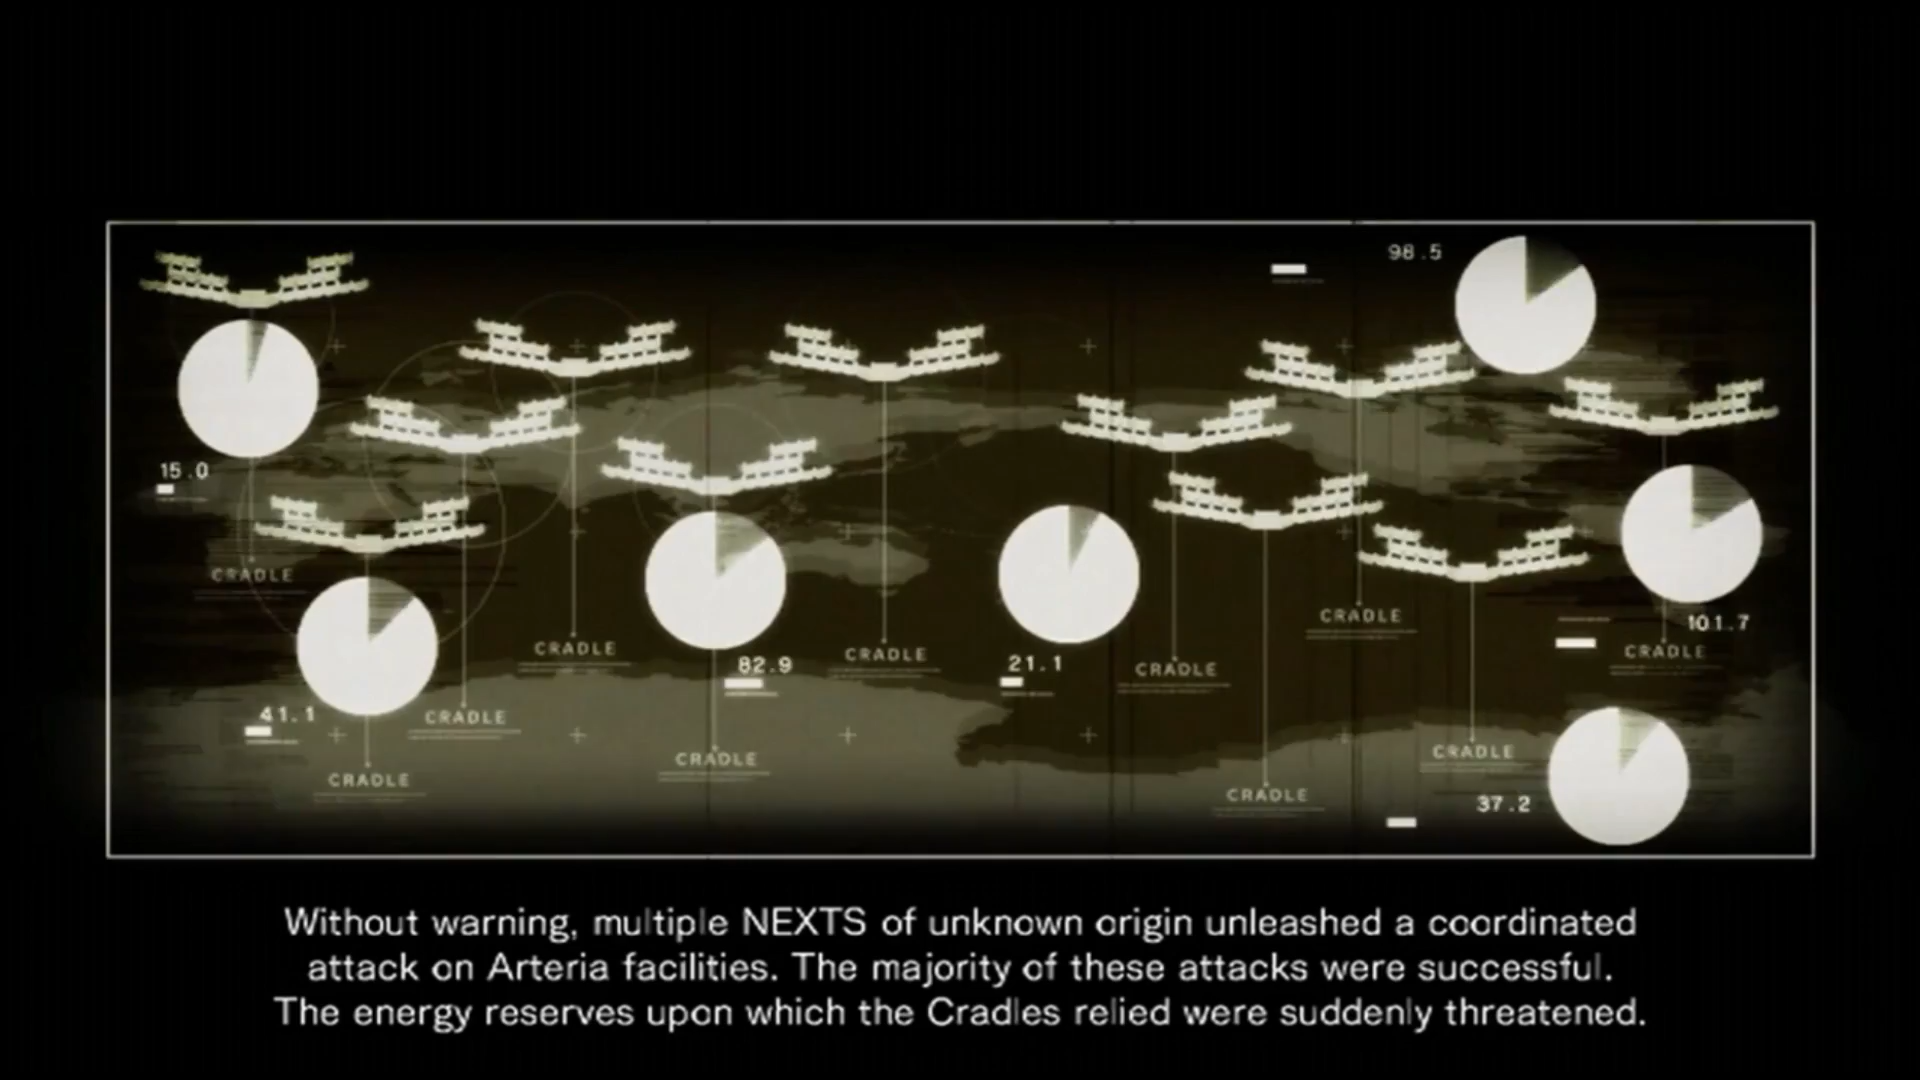 98.5
15.0
CRADLE
CRADLE
101.7
CRADLE
CRADLE
CRADLE
82.9
21.1
CRADLE
41.1
CRADLE
CRADLE
CRADLE
CRADLE
CRADLE
37.2
Without warning, multiple NEXTS of unknown origin unleashed a coordinated
attack on Arteria facilities. The majority of these attacks were successful.
The energy reserves upon which the Cradles relied were suddenly threatened.